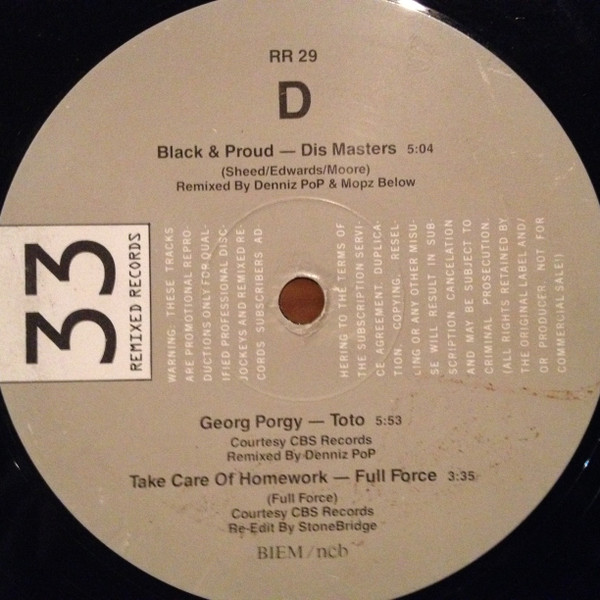 RR 29
D
Black & Proud — Dis Masters 5:04
(Sheed/Edwards/Moore)
Remixed By Denniz PoP & Mopz Below
33
REMIXED RECORDS
WARNING: THESE TRACKS
ARE PROMOTIONAL REPRO-
DUCTIONS ONLY FOR QUAL-
IFIED PROFESSIONAL DISC-
JOCKEYS AND REMIXED RE-
CORDS SUBSCRIBERS AD-
HERING TO THE TERMS OF
THE SUBSCRIPTION SERVI-
CE AGREEMENT. DUPLICA-
TION, COPYING, RESEL-
LING OR ANY OTHER MISU-
SE WILL RESULT IN SUB-
SCRIPTION CANCELATION
AND MAY BE SUBJECT TO
CRIMINAL PROSECUTION.
(ALL RIGHTS RETAINED BY
THE ORIGINAL LABEL AND/
OR PRODUCER. NOT FOR
COMMERCIAL SALE!)
Georg Porgy — Toto 5:53
Courtesy CBS Records
Remixed By Denniz PoP
Take Care Of Homework — Full Force 3:35
(Full Force)
Courtesy CBS Records
Re-Edit By StoneBridge
BIEM/ncb